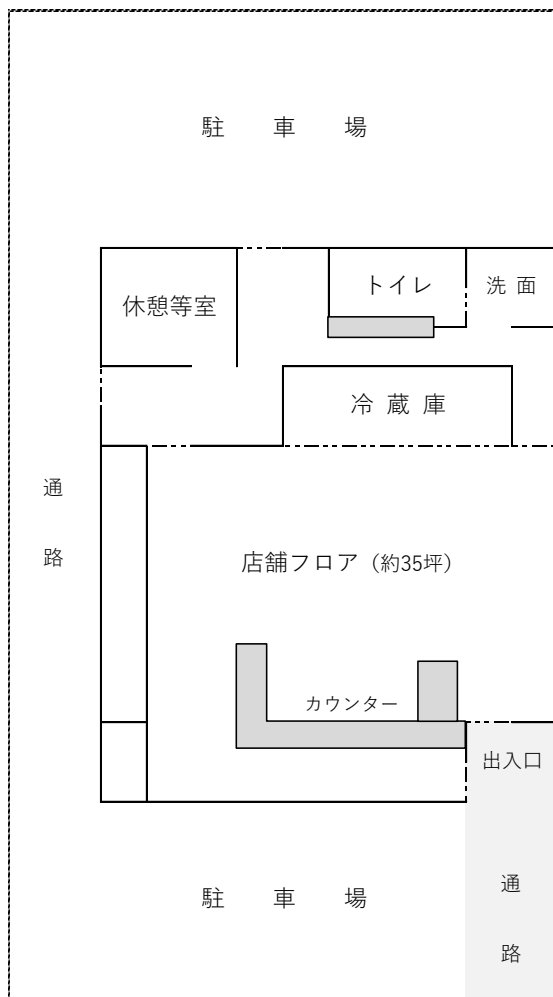 駐 車 場
トイレ
洗 面
休憩等室
冷 蔵 庫
通
路
店舗フロア（約35坪）
カウンター
出入口
駐 車 場
通
路